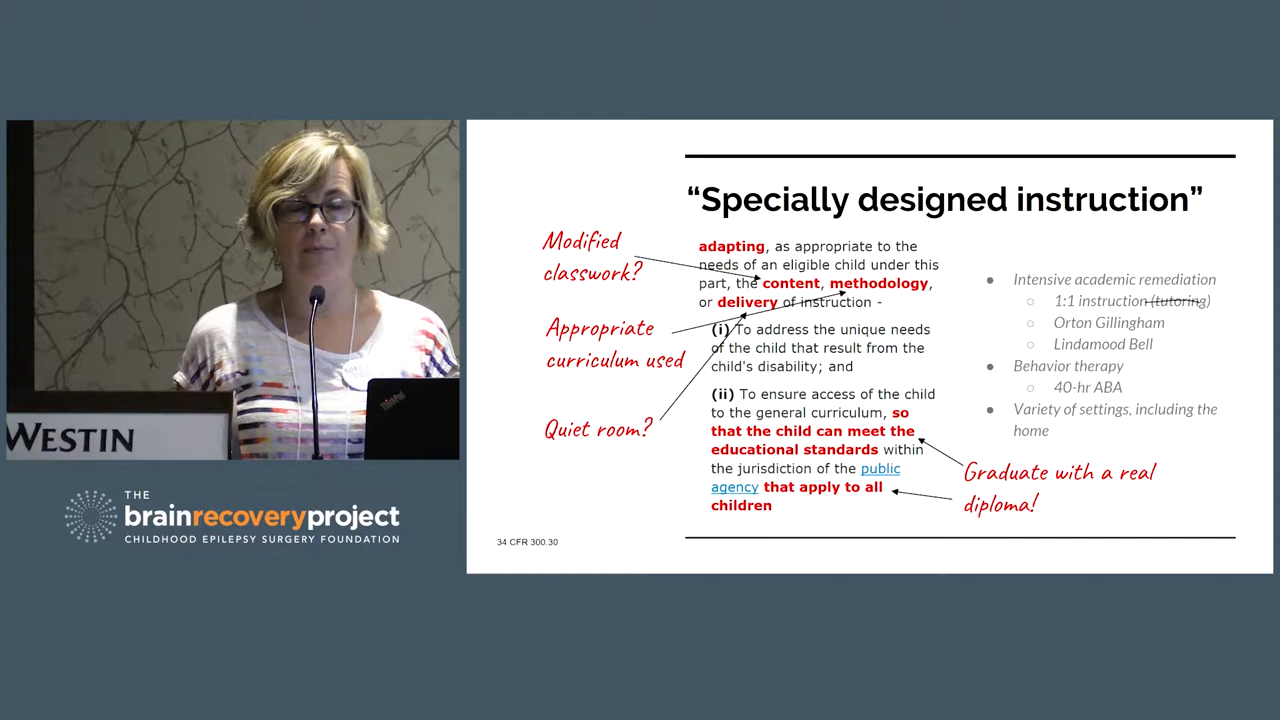 WESTIN
ThinkPad
THE
brainrecoveryproject
CHILDHOOD EPILEPSY SURGERY FOUNDATION
“Specially designed instruction”
Modified
classwork?
Appropriate
curriculum used
Quiet room?
adapting, as appropriate to the
needs of an eligible child under this
part, the content, methodology,
or delivery of instruction -
(i) To address the unique needs
of the child that result from the
child's disability; and
(ii) To ensure access of the child
to the general curriculum, so
that the child can meet the
educational standards within
the jurisdiction of the public
agency that apply to all
children
● Intensive academic remediation
○ 1:1 instruction (tutoring)
○ Orton Gillingham
○ Lindamood Bell
● Behavior therapy
○ 40-hr ABA
● Variety of settings, including the
home
Graduate with a real
diploma!
34 CFR 300.30